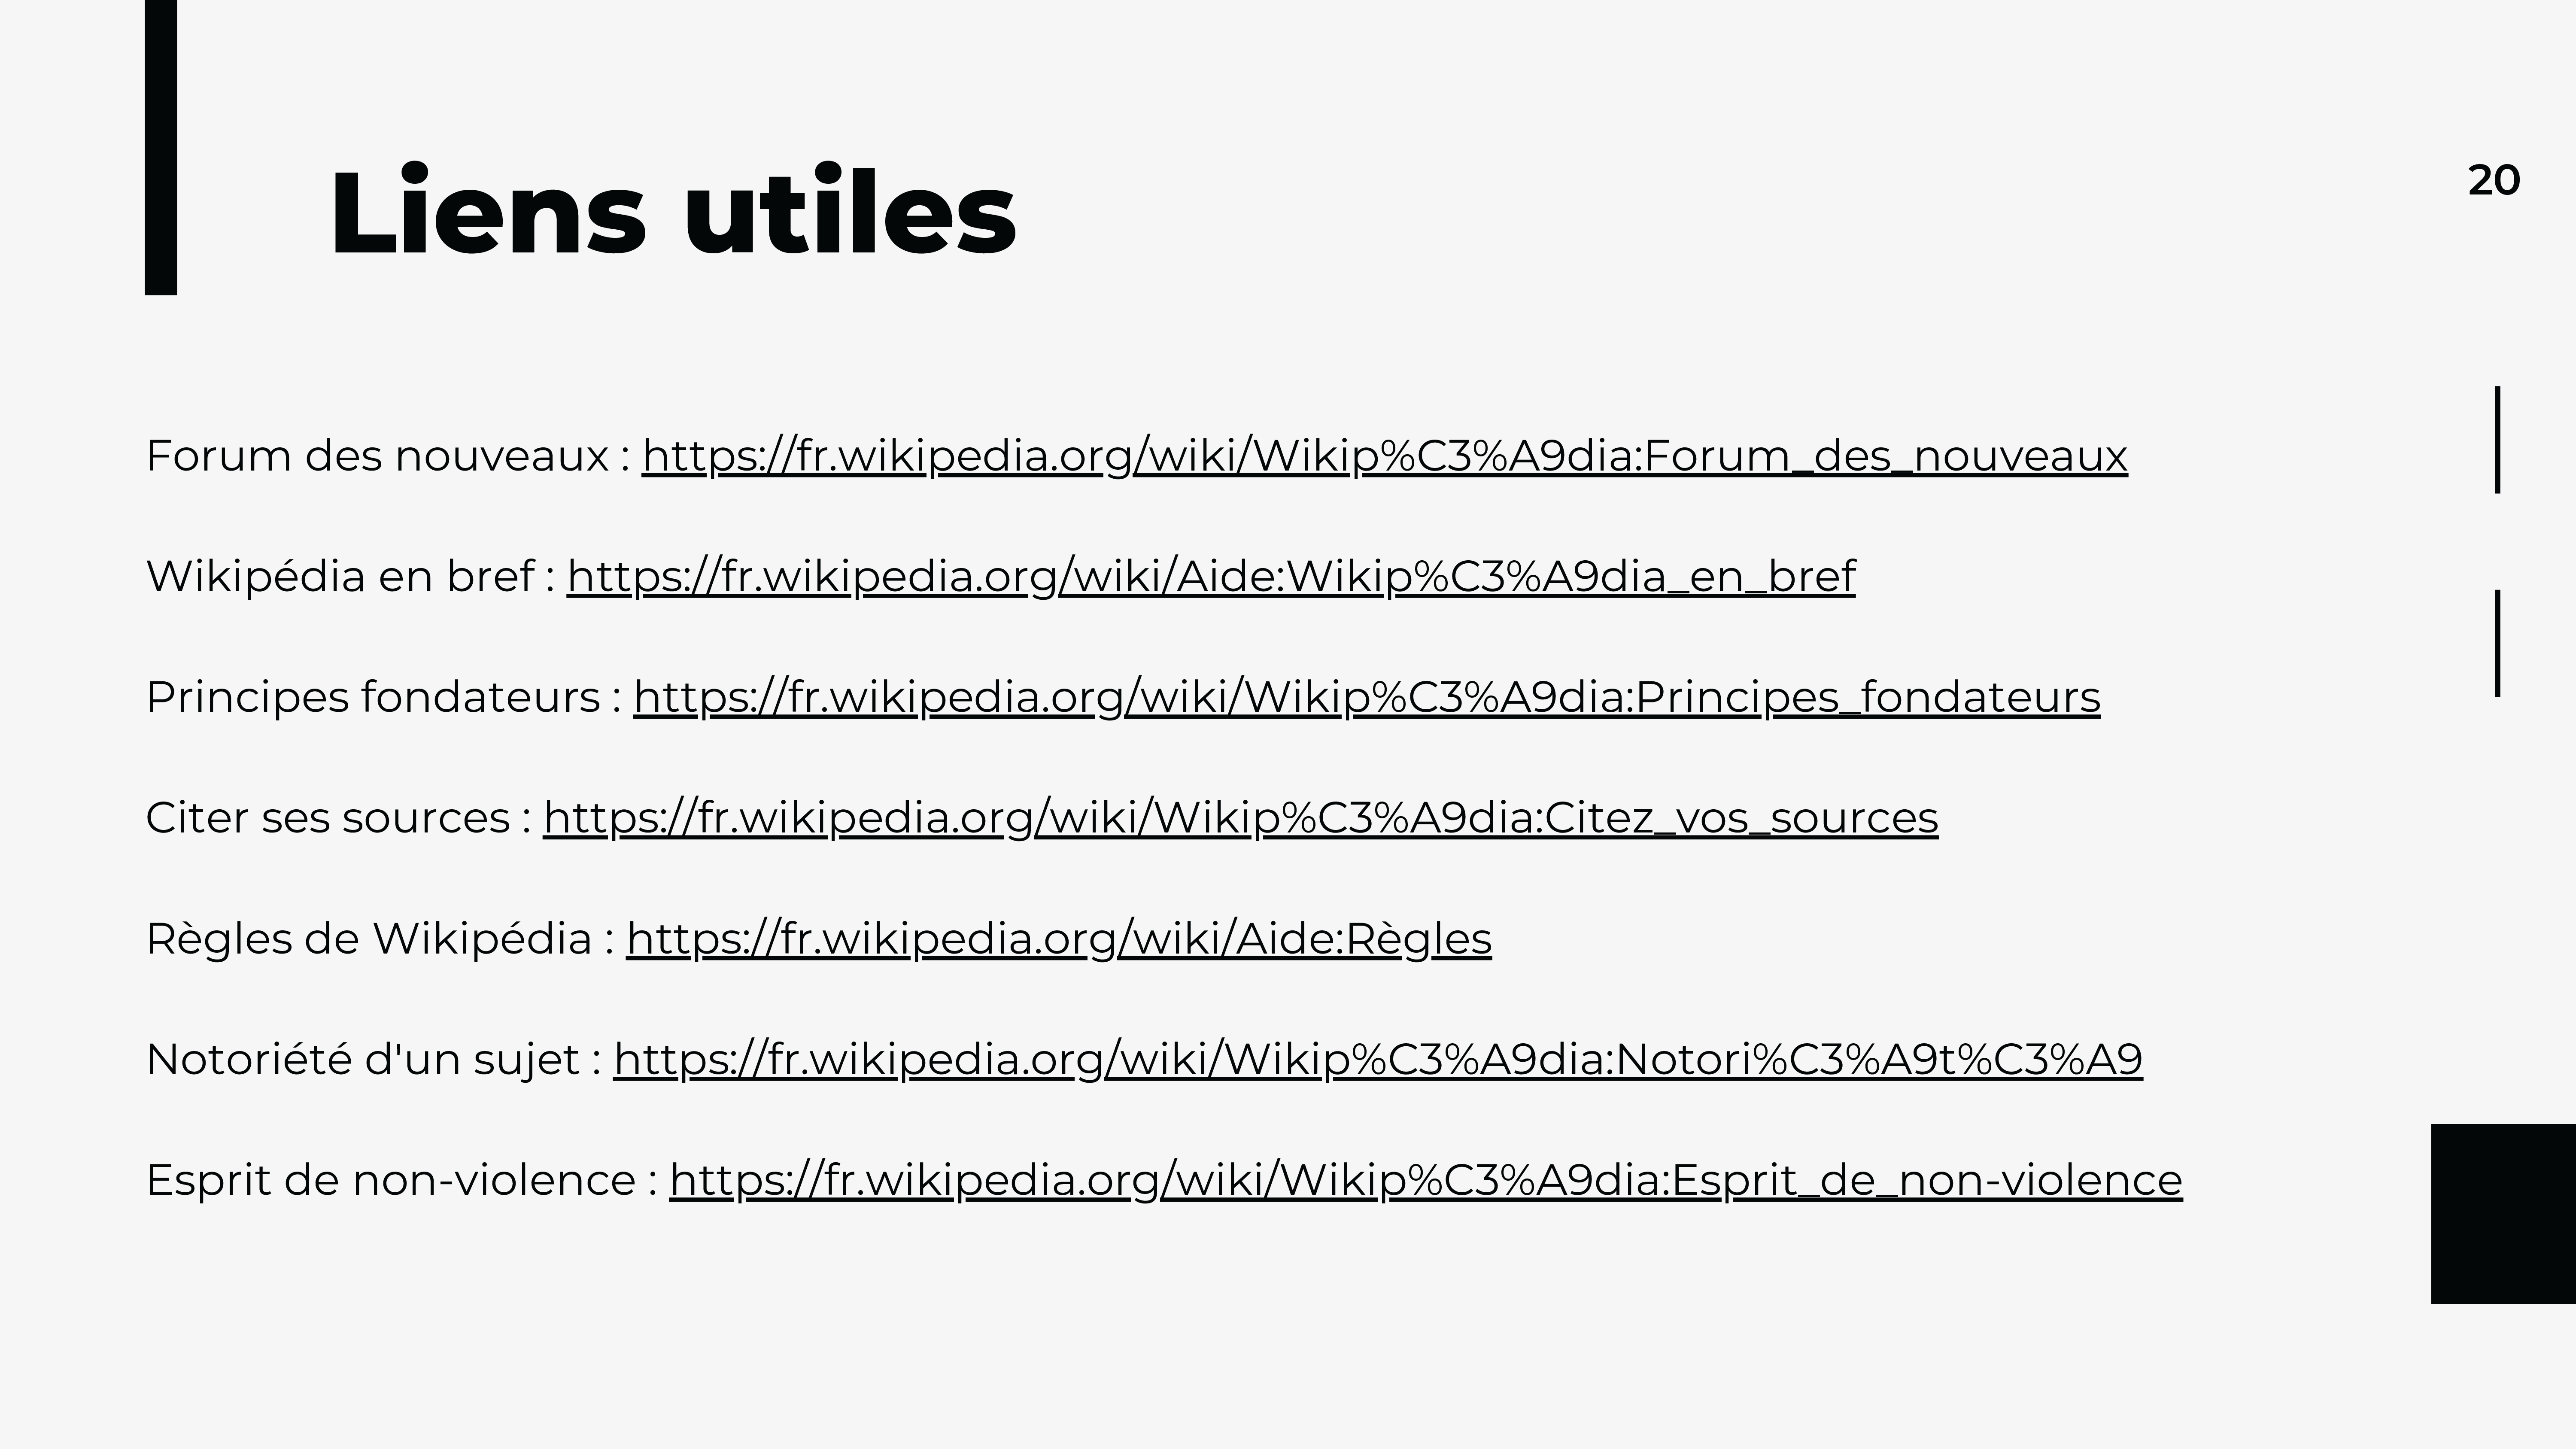 Liens utiles
20
Forum des nouveaux : https://fr.wikipedia.org/wiki/Wikip%C3%A9dia:Forum_des_nouveaux
Wikipédia en bref : https://fr.wikipedia.org/wiki/Aide:Wikip%C3%A9dia_en_bref
Principes fondateurs : https://fr.wikipedia.org/wiki/Wikip%C3%A9dia:Principes_fondateurs
Citer ses sources : https://fr.wikipedia.org/wiki/Wikip%C3%A9dia:Citez_vos_sources
Règles de Wikipédia : https://fr.wikipedia.org/wiki/Aide:Règles
Notoriété d'un sujet : https://fr.wikipedia.org/wiki/Wikip%C3%A9dia:Notori%C3%A9t%C3%A9
Esprit de non-violence : https://fr.wikipedia.org/wiki/Wikip%C3%A9dia:Esprit_de_non-violence